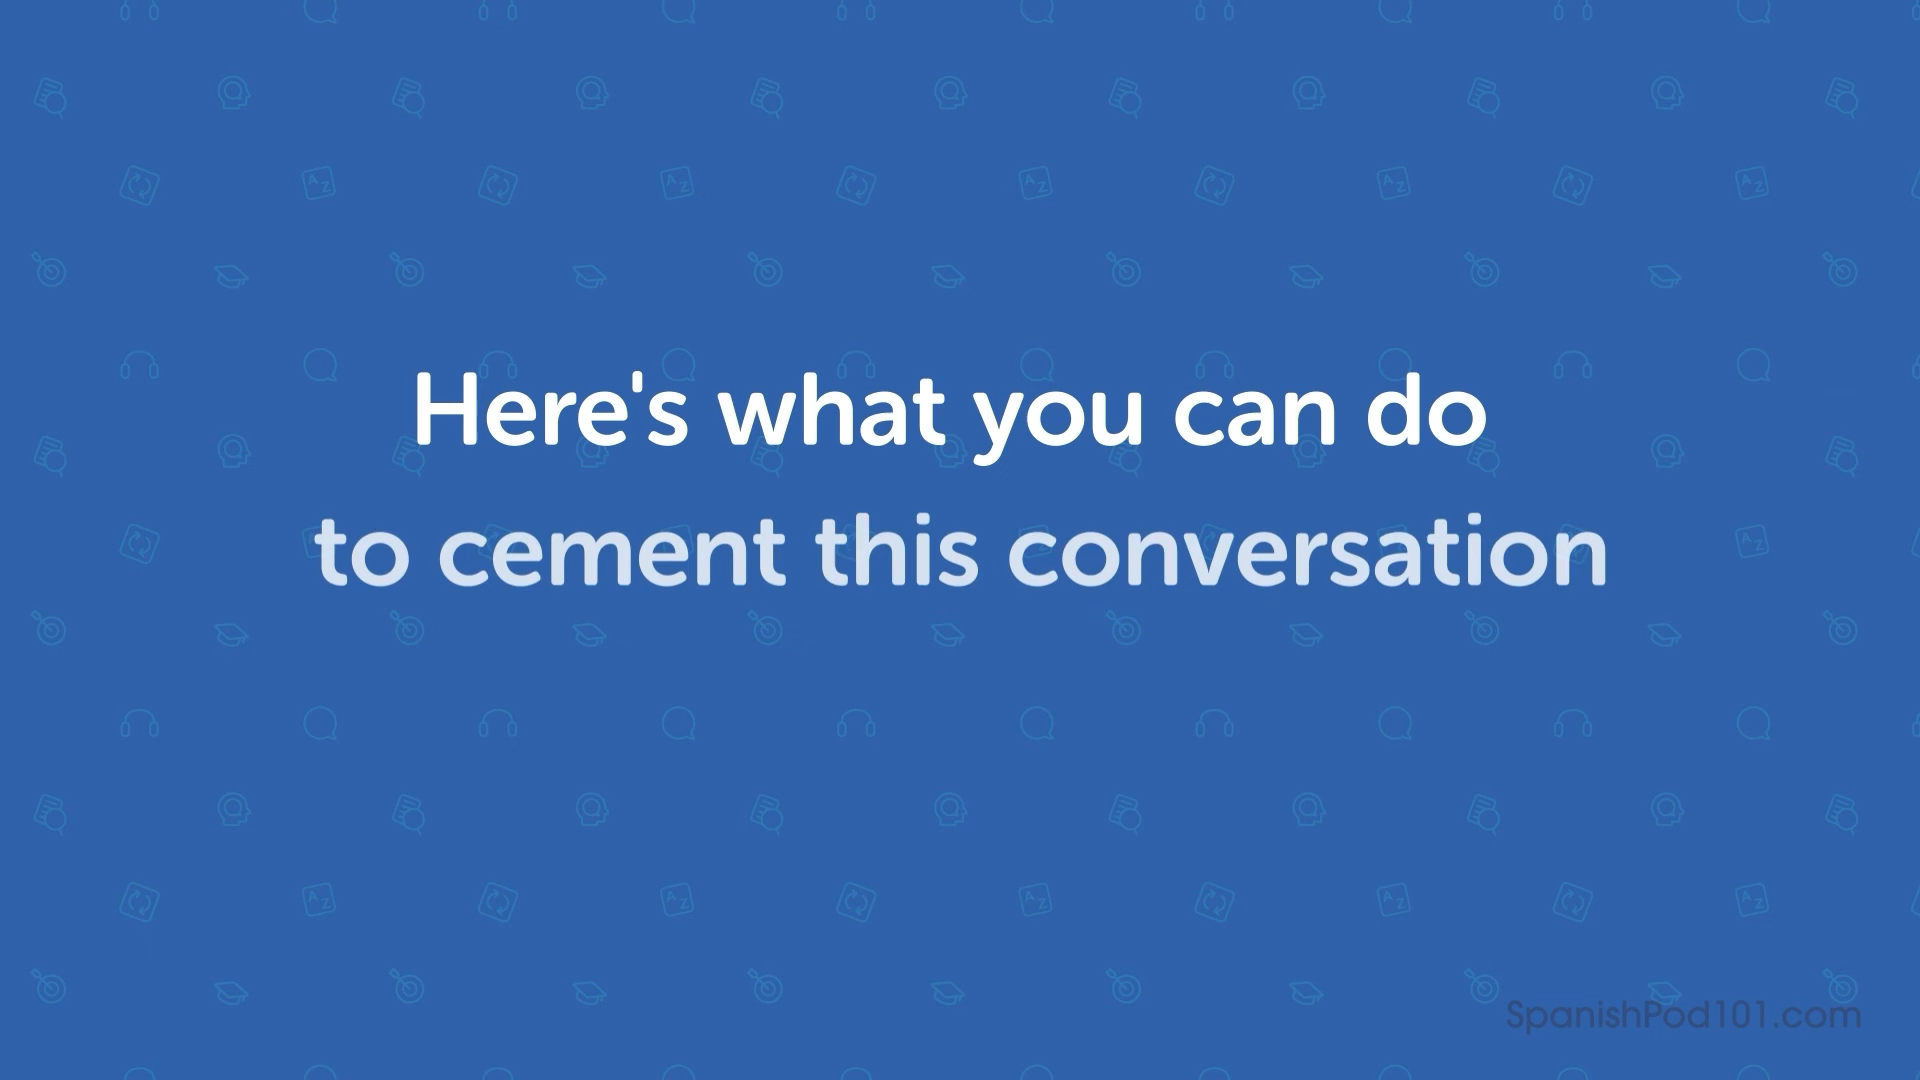 Here's what you can do
to cement this conversation
SpanishPod101.com